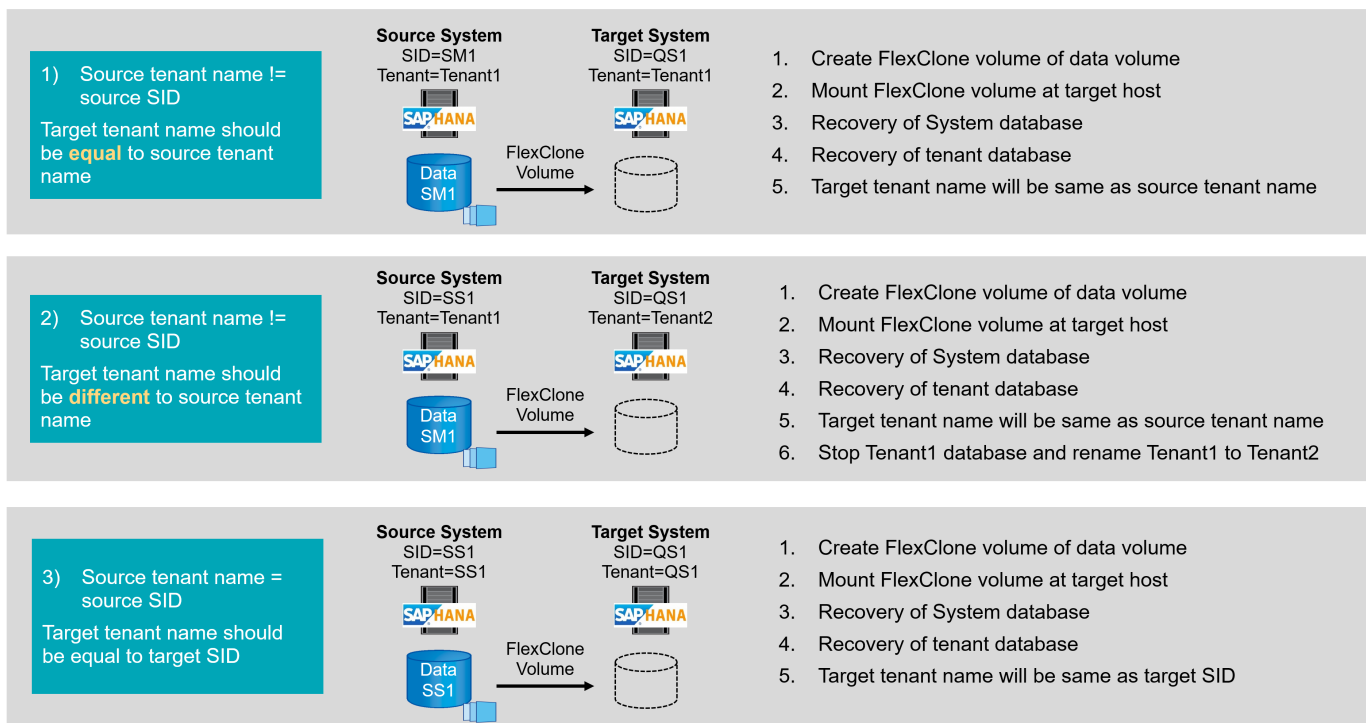 1) Source tenant name !=
source SID
Target tenant name should
be equal to source tenant
name
Source System
SID=SM1
Tenant=Tenant1
SAP HANA
Data
SM1
FlexClone
Volume
Target System
SID=QS1
Tenant=Tenant1
SAP HANA
1. Create FlexClone volume of data volume
2. Mount FlexClone volume at target host
3. Recovery of System database
4. Recovery of tenant database
5. Target tenant name will be same as source tenant name
2) Source tenant name !=
source SID
Target tenant name should
be different to source tenant
name
Source System
SID=SS1
Tenant=Tenant1
SAP HANA
Data
SM1
FlexClone
Volume
Target System
SID=QS1
Tenant=Tenant2
SAP HANA
1. Create FlexClone volume of data volume
2. Mount FlexClone volume at target host
3. Recovery of System database
4. Recovery of tenant database
5. Target tenant name will be same as source tenant name
6. Stop Tenant1 database and rename Tenant1 to Tenant2
3) Source tenant name =
source SID
Target tenant name should
be equal to target SID
Source System
SID=SS1
Tenant=SS1
SAP HANA
Data
SS1
FlexClone
Volume
Target System
SID=QS1
Tenant=QS1
SAP HANA
1. Create FlexClone volume of data volume
2. Mount FlexClone volume at target host
3. Recovery of System database
4. Recovery of tenant database
5. Target tenant name will be same as target SID